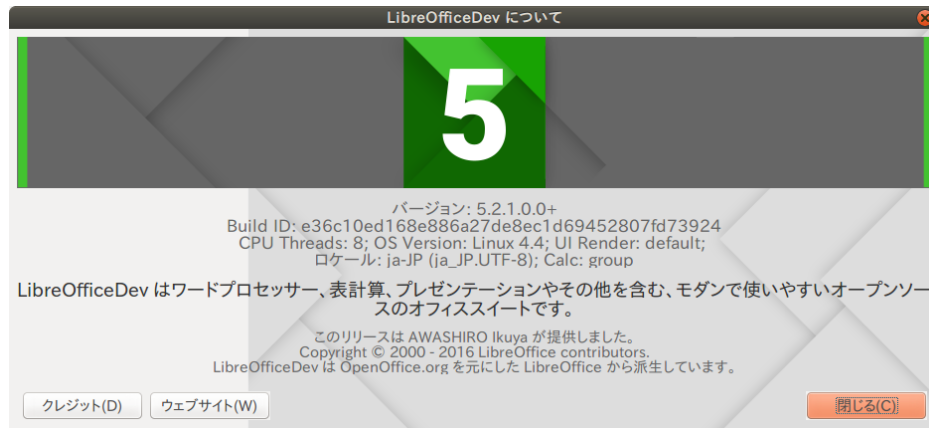 LibreOfficeDev について
5
バージョン: 5.2.1.0.0+
Build ID: e36c10ed168e886a27de8ec1d69452807fd73924
CPU Threads: 8; OS Version: Linux 4.4; UI Render: default;
ロケール: ja-JP (ja_JP.UTF-8); Calc: group
LibreOfficeDev はワードプロセッサー、表計算、プレゼンテーションやその他を含む、モダンで使いやすいオープンソー
スのオフィススイートです。
このリリースは AWASHIRO Ikuya が提供しました。
Copyright © 2000 - 2016 LibreOffice contributors.
LibreOfficeDev は OpenOffice.org を元にした LibreOffice から派生しています。
クレジット(D) ウェブサイト(W) 閉じる(C)